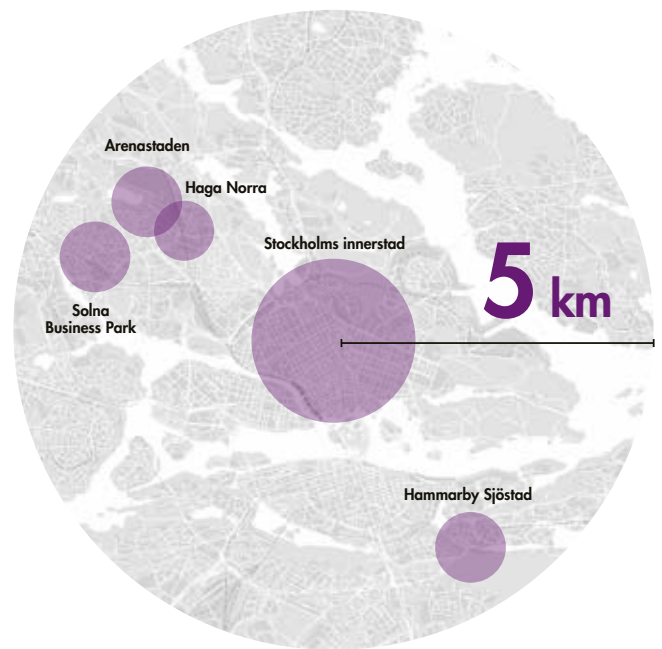 Arenastaden
Haga Norra
Stockholms innerstad
5 km
Solna
Business Park
Hammarby Sjöstad